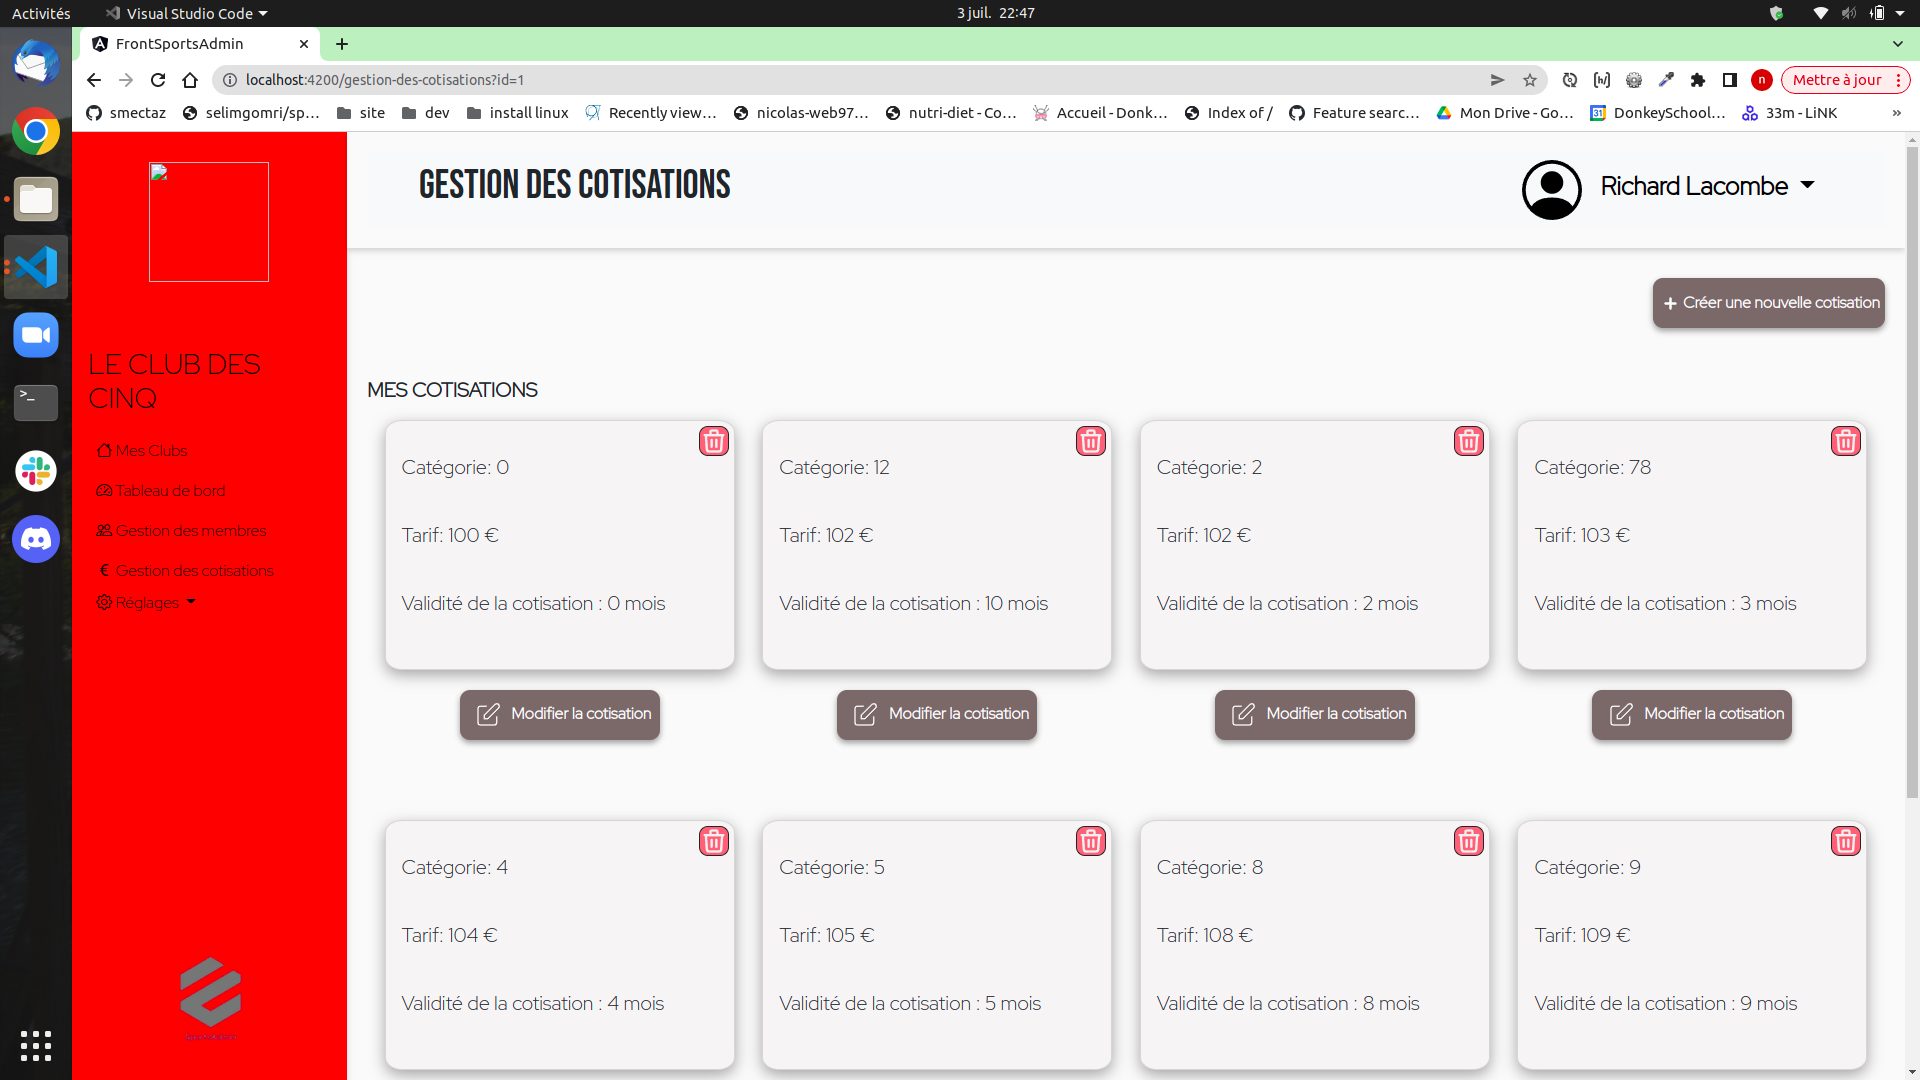 Activités
Visual Studio Code
3 juil. 22:47
FrontSportsAdmin
localhost:4200/gestion-des-cotisations?id=1
n
Mettre à jour
smectaz
selimgomri/sp…
site
dev
install linux
Recently view…
nicolas-web97…
nutri-diet - Co…
Accueil - Donk…
Index of /
Feature searc…
Mon Drive - Go…
DonkeySchool…
33m - LiNK
»
GESTION DES COTISATIONS
Richard Lacombe
+ Créer une nouvelle cotisation
LE CLUB DES
CINQ
Mes Clubs
Tableau de bord
Gestion des membres
€ Gestion des cotisations
Réglages
MES COTISATIONS
Catégorie: 0
Tarif: 100 €
Validité de la cotisation : 0 mois
Modifier la cotisation
Catégorie: 12
Tarif: 102 €
Validité de la cotisation : 10 mois
Modifier la cotisation
Catégorie: 2
Tarif: 102 €
Validité de la cotisation : 2 mois
Modifier la cotisation
Catégorie: 78
Tarif: 103 €
Validité de la cotisation : 3 mois
Modifier la cotisation
Catégorie: 4
Tarif: 104 €
Validité de la cotisation : 4 mois
Catégorie: 5
Tarif: 105 €
Validité de la cotisation : 5 mois
Catégorie: 8
Tarif: 108 €
Validité de la cotisation : 8 mois
Catégorie: 9
Tarif: 109 €
Validité de la cotisation : 9 mois